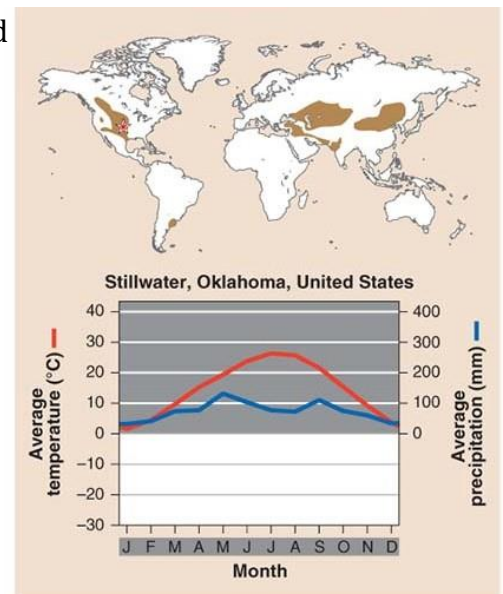 d
Stillwater, Oklahoma, United States
Average temperature (°C)
40
30
20
10
0
–10
–20
–30
400
300
200
100
0
Average precipitation (mm)
J F M A M J J A S O N D
Month